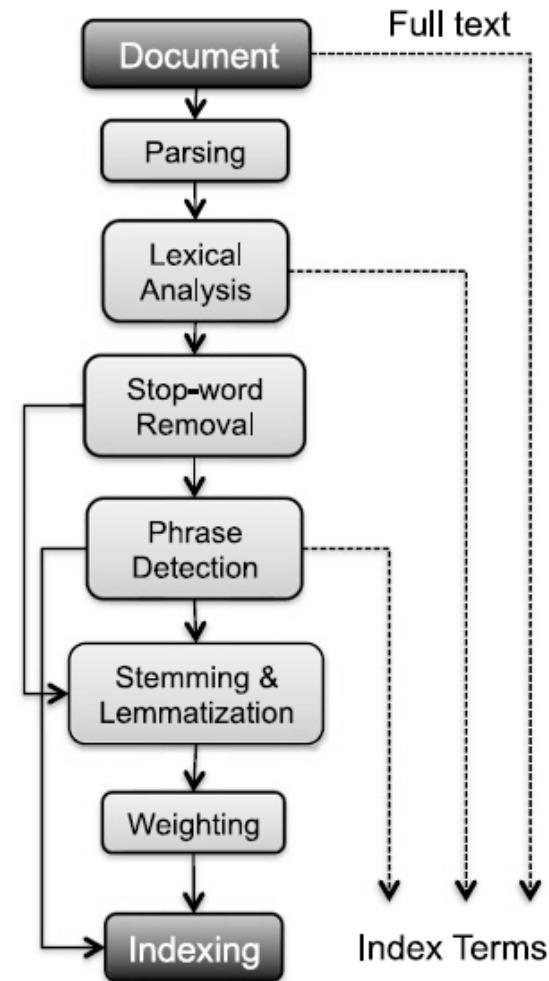 Full text
Document
Parsing
Lexical
Analysis
Stop-word
Removal
Phrase
Detection
Stemming &
Lemmatization
Weighting
Indexing
Index Terms